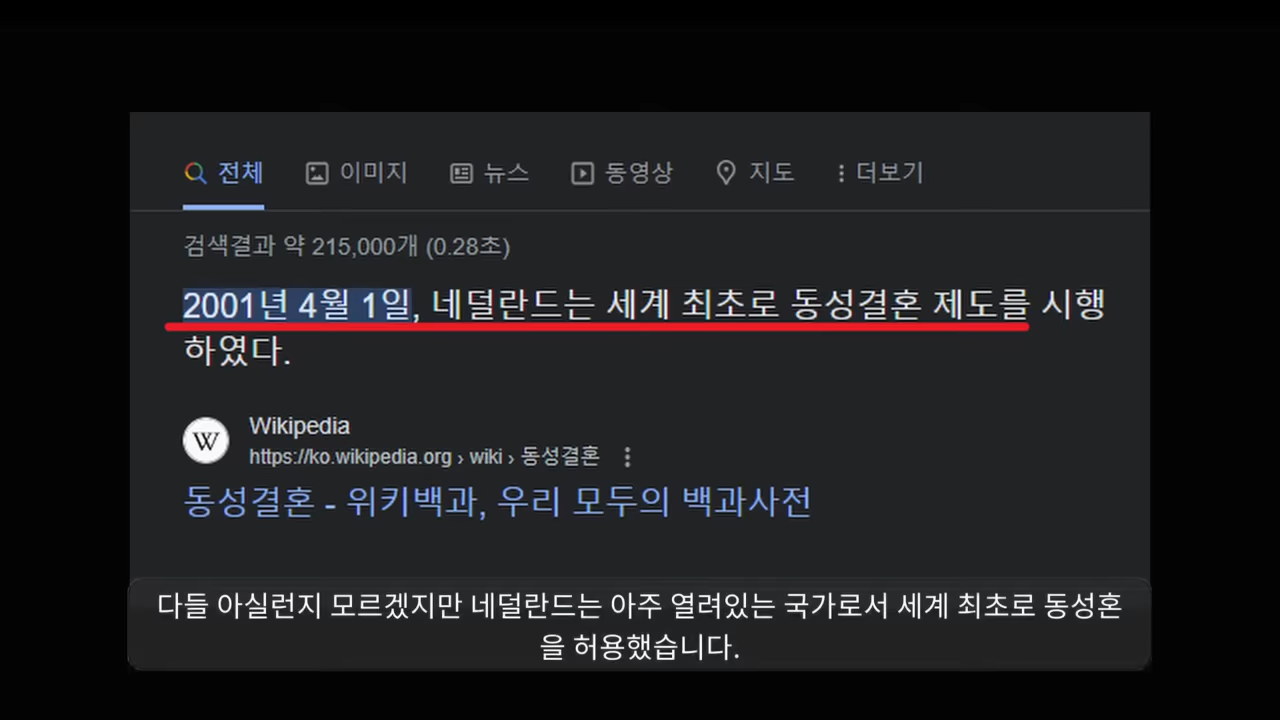 전체 이미지 뉴스 동영상 지도 더보기
검색결과 약 215,000개 (0.28초)
2001년 4월 1일, 네덜란드는 세계 최초로 동성결혼 제도를 시행
하였다.
W
Wikipedia
https://ko.wikipedia.org › wiki › 동성결혼
동성결혼 - 위키백과, 우리 모두의 백과사전
다들 아실런지 모르겠지만 네덜란드는 아주 열려있는 국가로서 세계 최초로 동성혼
을 허용했습니다.